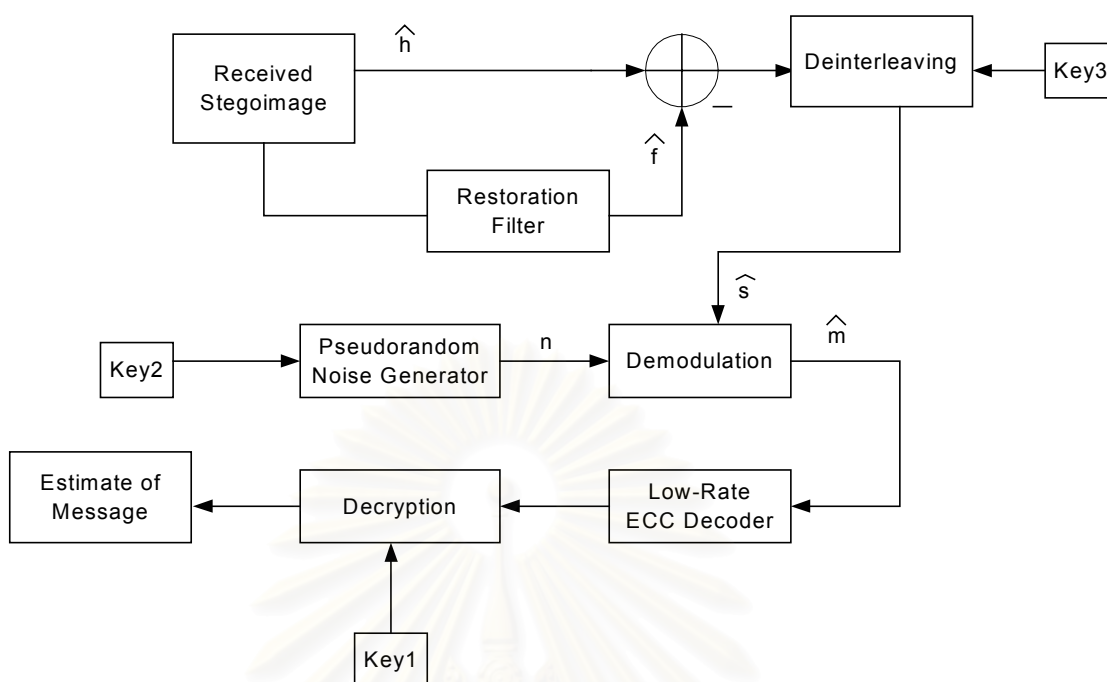 ĥ
Received
Stegoimage
Deinterleaving
Key3
f̂
Restoration
Filter
ŝ
m̂
n
Key2
Pseudorandom
Noise Generator
Demodulation
Estimate of
Message
Decryption
Low-Rate
ECC Decoder
Key1